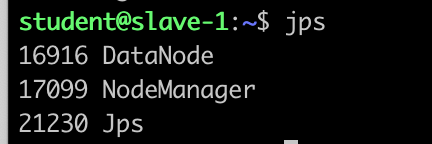 student@slave-1:~$ jps
16916 DataNode
17099 NodeManager
21230 Jps